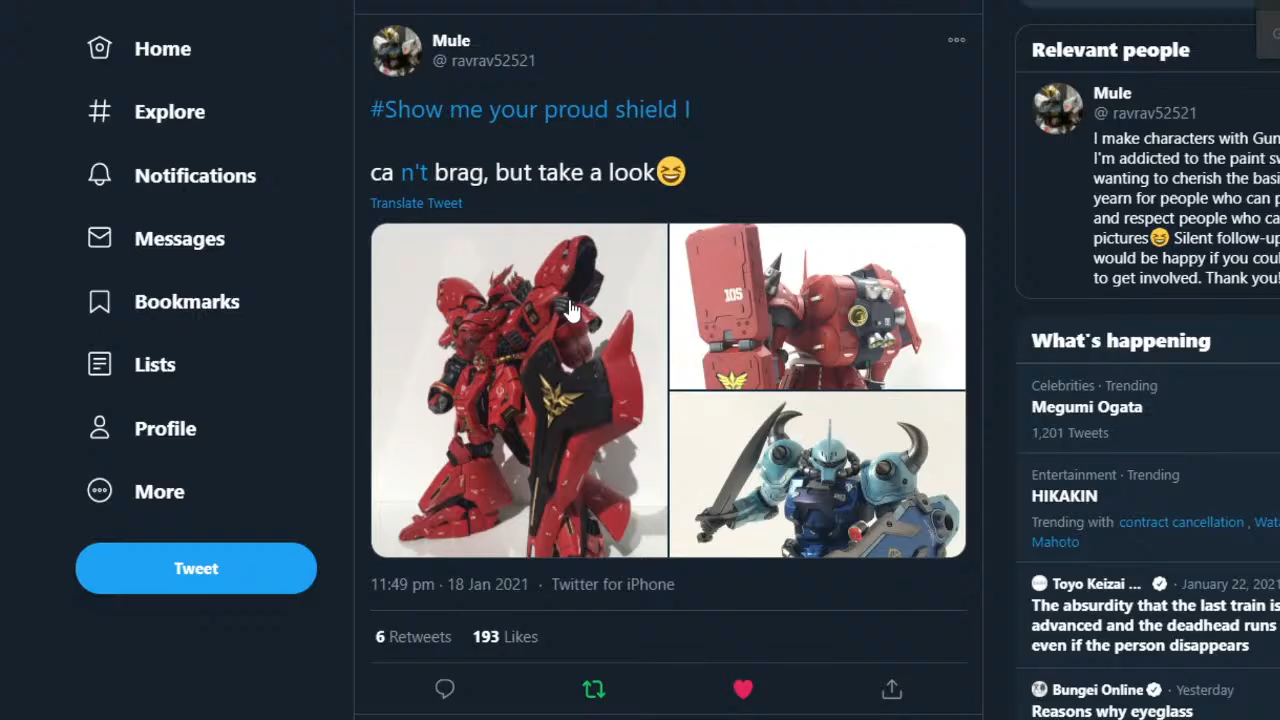 Home
Explore
Notifications
Messages
Bookmarks
Lists
Profile
More
Tweet
Mule
@ ravrav52521
#Show me your proud shield I
ca n't brag, but take a look😆
Translate Tweet
105
11:49 pm · 18 Jan 2021 · Twitter for iPhone
6 Retweets 193 Likes
Relevant people
Mule
@ ravrav52521
I make characters with Gun
I'm addicted to the paint sv
wanting to cherish the basi
yearn for people who can p
and respect people who ca
pictures😆 Silent follow-up
would be happy if you coul
to get involved. Thank you!
What's happening
Celebrities · Trending
Megumi Ogata
1,201 Tweets
Entertainment · Trending
HIKAKIN
Trending with contract cancellation , Wata
Mahoto
Toyo Keizai ... · January 22, 2021
The absurdity that the last train is
advanced and the deadhead runs
even if the person disappears
Bungei Online · Yesterday
Reasons why eyeglass